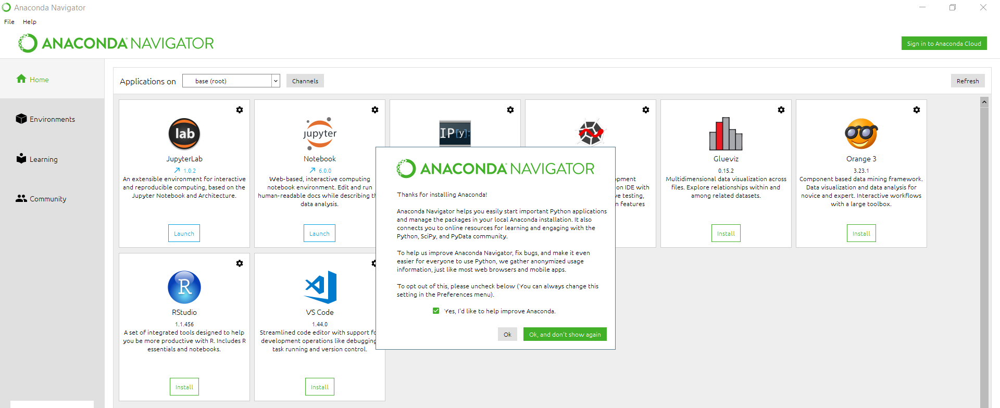 Anaconda Navigator
File Help
ANACONDA NAVIGATOR
Sign in to Anaconda Cloud
Home
Environments
Learning
Community
Applications on base (root) Channels Refresh
lab
JupyterLab
1.0.2
An extensible environment for interactive
and reproducible computing, based on the
Jupyter Notebook and Architecture.
Launch
jupyter
Notebook
6.0.0
Web-based, interactive computing
notebook environment. Edit and run
human-readable docs while describing
data analysis.
Launch
IP[y]:
pment
on IDE with
testing,
features
Glueviz
0.15.2
Multidimensional data visualization across
files. Explore relationships within and
among related datasets.
Install
Orange 3
3.23.1
Component based data mining framework.
Data visualization and data analysis for
novice and expert. Interactive workflows
with a large toolbox.
Install
R
RStudio
1.1.456
A set of integrated tools designed to help
you be more productive with R. Includes R
essentials and notebooks.
Install
VS Code
1.44.0
Streamlined code editor with support
development operations like debugging
task running and version control.
Install
ANACONDA NAVIGATOR
Thanks for installing Anaconda!
Anaconda Navigator helps you easily start important Python applications
and manage the packages in your local Anaconda installation. It also
connects you to online resources for learning and engaging with the
Python, SciPy, and PyData community.
To help us improve Anaconda Navigator, fix bugs, and make it even
easier for everyone to use Python, we gather anonymized usage
information, just like most web browsers and mobile apps.
To opt out of this, please uncheck below (You can always change this
setting in the Preferences menu).
Yes, I'd like to help improve Anaconda.
Ok Ok, and don't show again